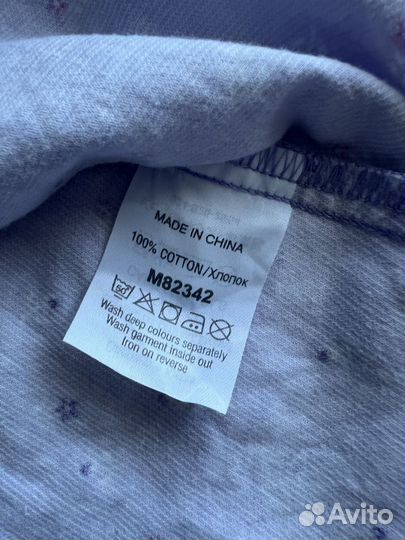 MADE IN CHINA
100% COTTON/Хлопок
M82342
50°
Wash deep colours separately
Wash garment inside out
Iron on reverse
Avito